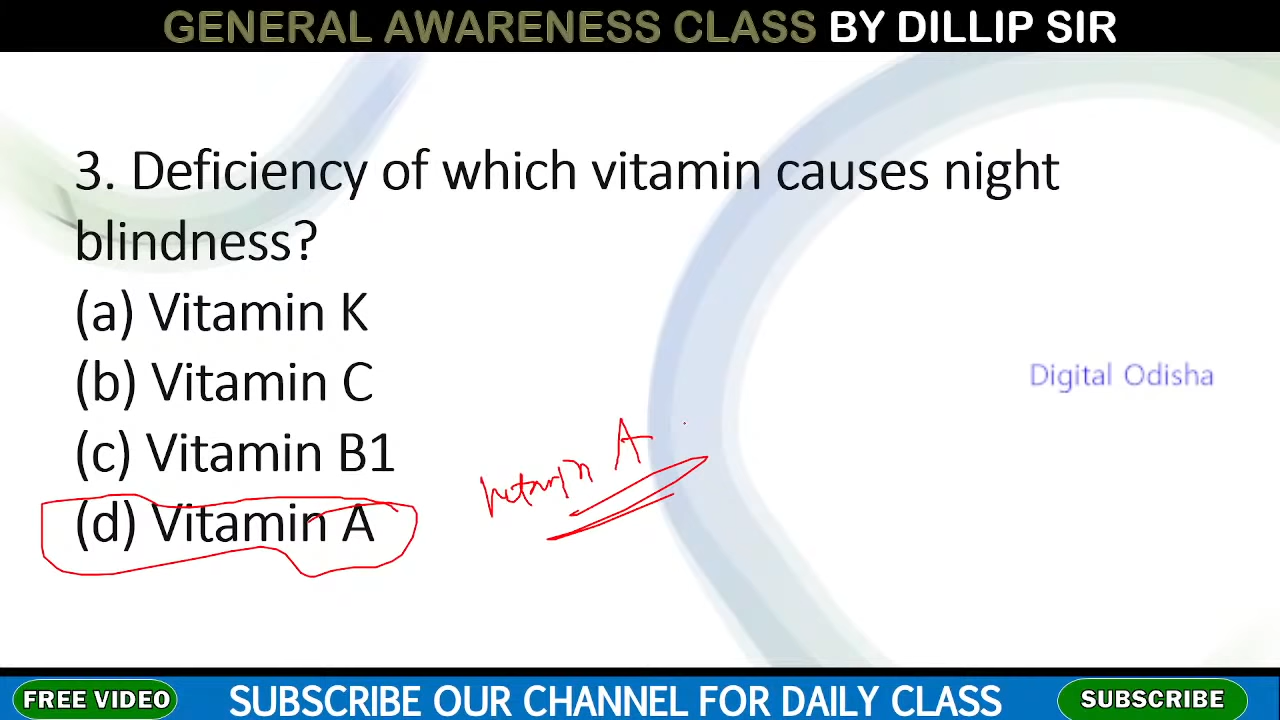 GENERAL AWARENESS CLASS BY DILLIP SIR
3. Deficiency of which vitamin causes night
blindness?
(a) Vitamin K
(b) Vitamin C
(c) Vitamin B1
(d) Vitamin A
A
Digital Odisha
FREE VIDEO
SUBSCRIBE OUR CHANNEL FOR DAILY CLASS
SUBSCRIBE